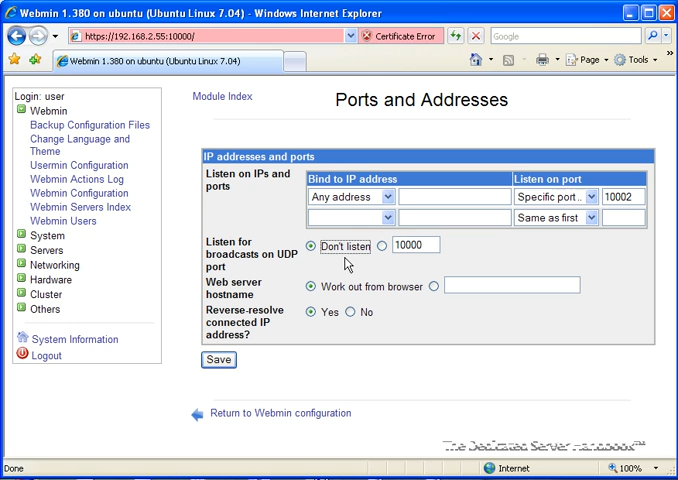 Webmin 1.380 on ubuntu (Ubuntu Linux 7.04) - Windows Internet Explorer
https://192.168.2.55:10000/
Certificate Error
Google
Webmin 1.380 on ubuntu (Ubuntu Linux 7.04)
Page
Tools
Login: user
Webmin
Backup Configuration Files
Change Language and
Theme
Usermin Configuration
Webmin Actions Log
Webmin Configuration
Webmin Servers Index
Webmin Users
System
Servers
Networking
Hardware
Cluster
Others
System Information
Logout
Module Index
Ports and Addresses
IP addresses and ports
Listen on IPs and
ports
Bind to IP address
Listen on port
Any address
Specific port ..
10002
Same as first
Listen for
broadcasts on UDP
port
Don't listen
10000
Web server
hostname
Work out from browser
Reverse-resolve
connected IP
address?
Yes
No
Save
Return to Webmin configuration
The Dedicated Server Handbook™
Done
Internet
100%